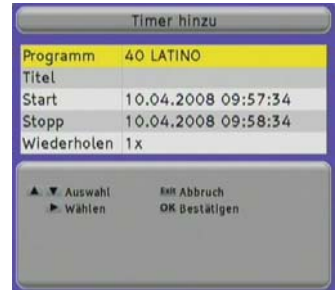 Timer hinzu
Programm 40 LATINO
Titel
Start 10.04.2008 09:57:34
Stopp 10.04.2008 09:58:34
Wiederholen 1x
▲ ▼ Auswahl Exit Abbruch
► Wählen OK Bestätigen